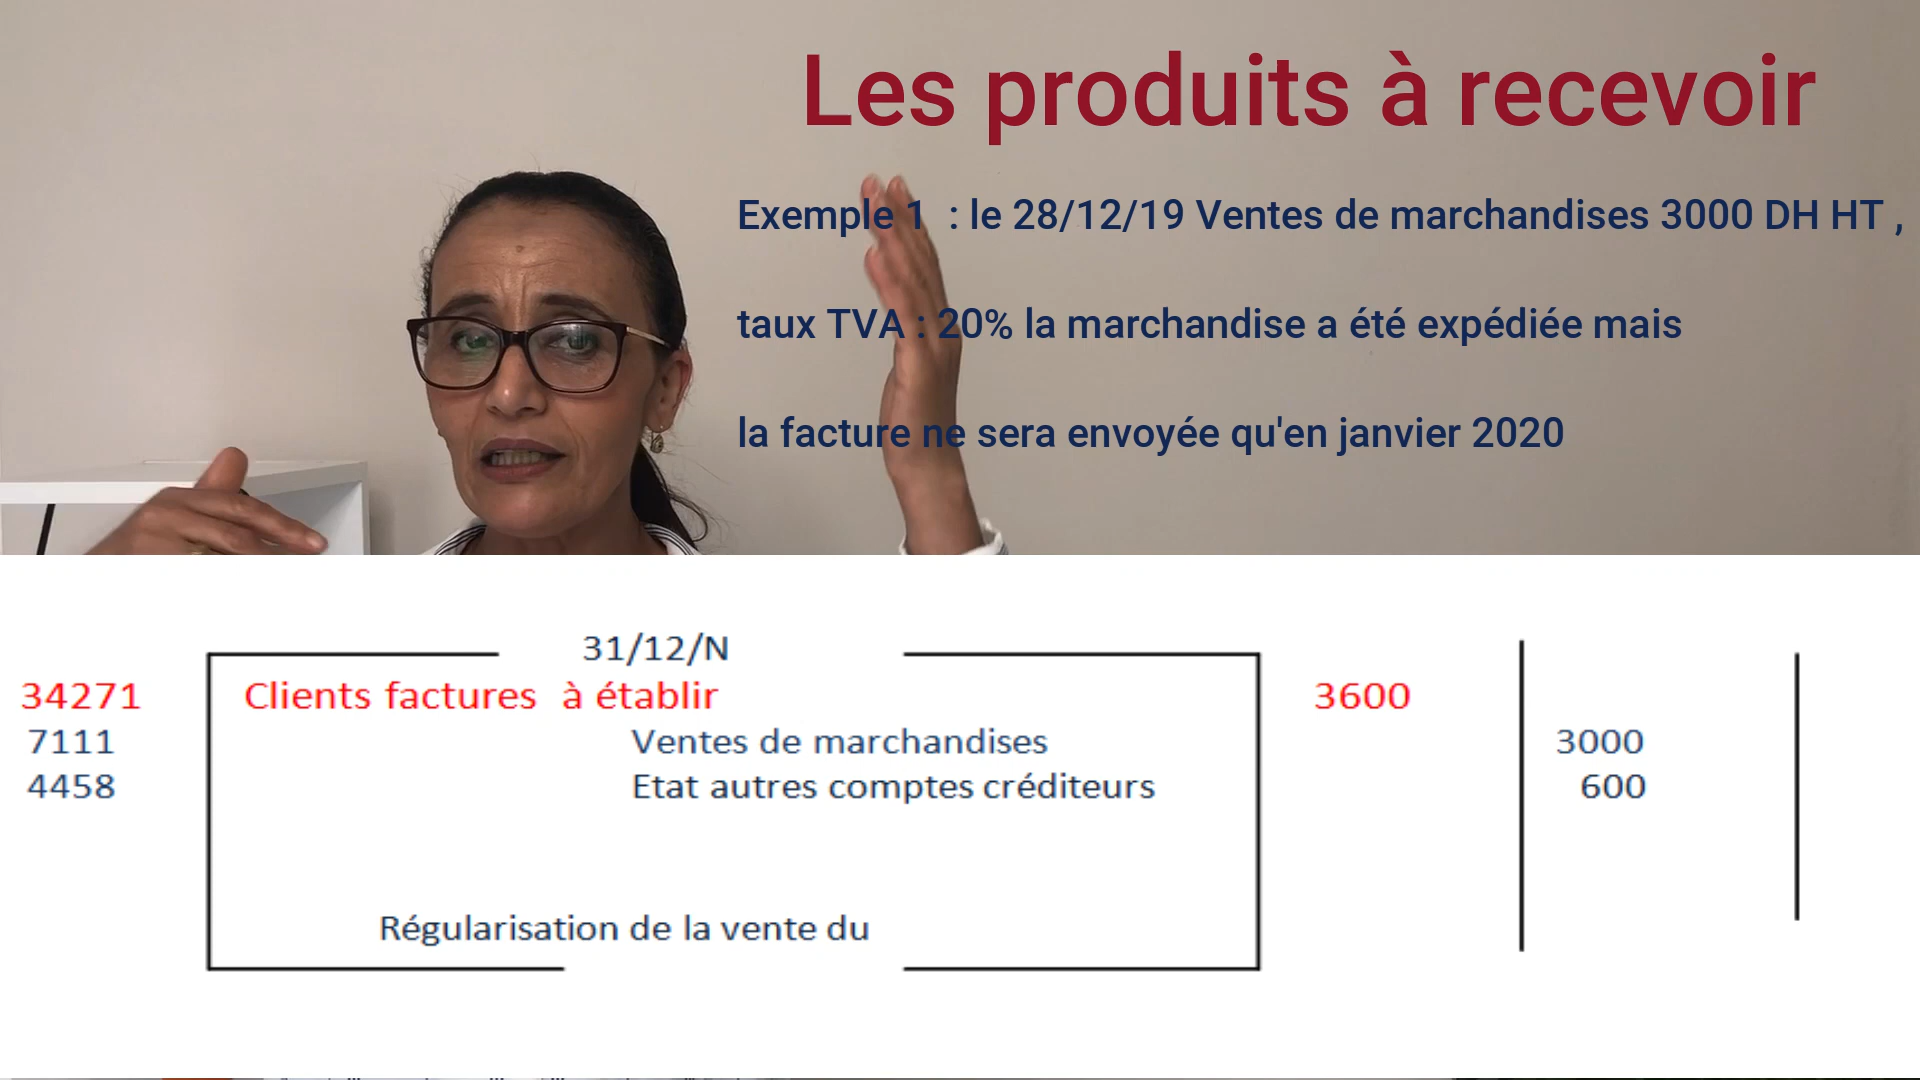 Les produits à recevoir
Exemple 1 : le 28/12/19 Ventes de marchandises 3000 DH HT ,
taux TVA : 20% la marchandise a été expédiée mais
la facture ne sera envoyée qu'en janvier 2020
31/12/N
34271 Clients factures à établir 3600
7111 Ventes de marchandises 3000
4458 Etat autres comptes créditeurs 600
Régularisation de la vente du